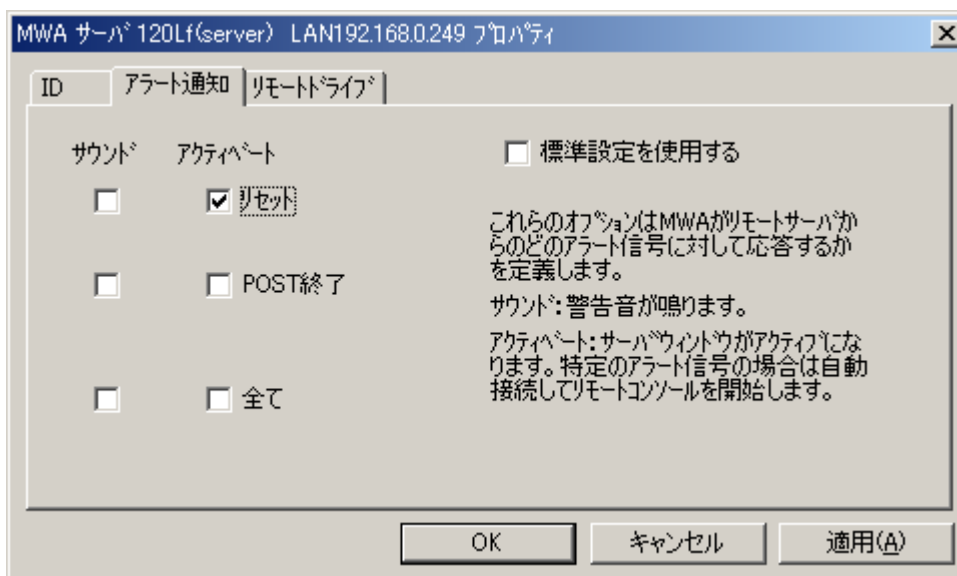 MWA ｻｰﾊﾞ 120Lf(server)  LAN192.168.0.249 ﾌﾟﾛﾊﾟﾃｨ
ID
アラート通知
ﾘﾓｰﾄﾄﾞﾗｲﾌﾞ
ｻｳﾝﾄﾞ
ｱｸﾃｨﾍﾞｰﾄ
標準設定を使用する
ﾘｾｯﾄ
これらのｵﾌﾟｼｮﾝはMWAがﾘﾓｰﾄｻｰﾊﾞか
らのどのｱﾗｰﾄ信号に対して応答するか
を定義します。
POST終了
ｻｳﾝﾄﾞ：警告音が鳴ります。
ｱｸﾃｨﾍﾞｰﾄ：ｻｰﾊﾞｳｨﾝﾄﾞｳがｱｸﾃｨﾌﾞにな
ります。特定のｱﾗｰﾄ信号の場合は自動
接続してﾘﾓｰﾄｺﾝｿｰﾙを開始します。
全て
OK
キャンセル
適用(A)